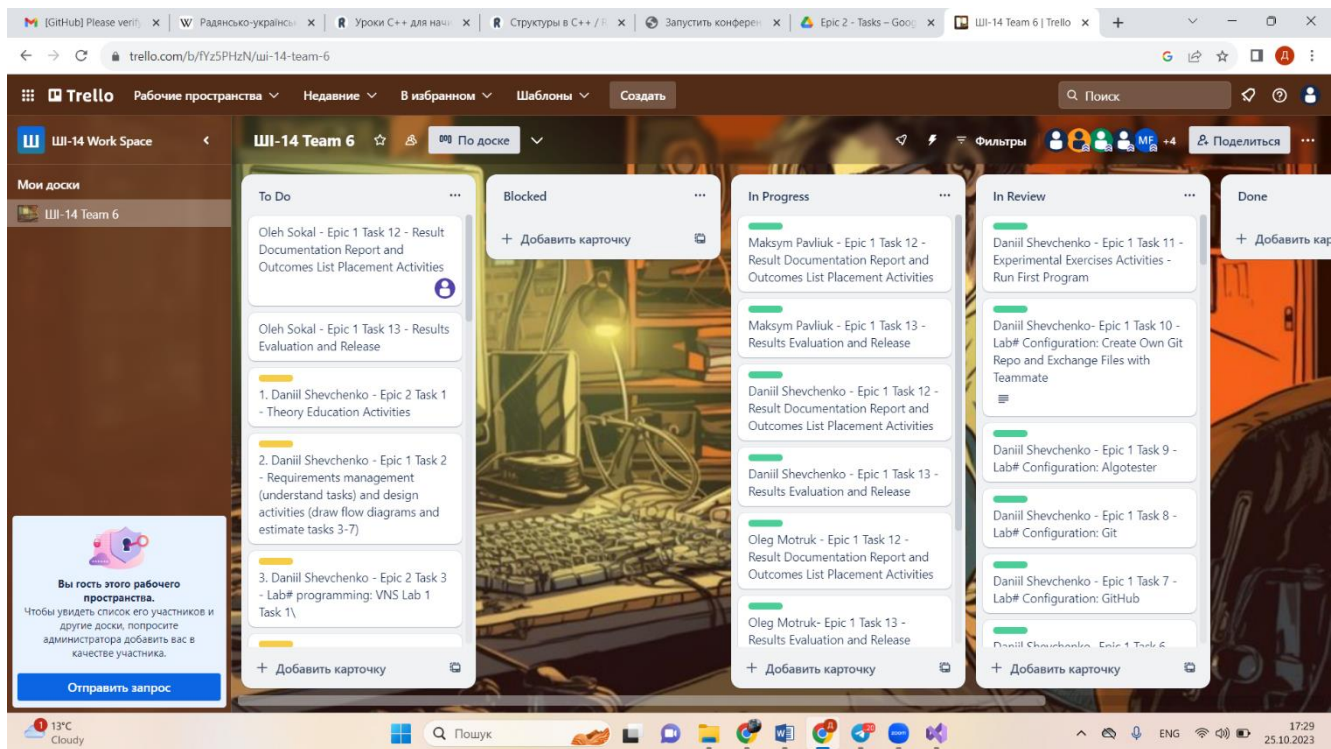 [GitHub] Please verif
Радянсько-українсь
Уроки C++ для нач
Структуры в C++ / 
Запустить конферен
Epic 2 - Tasks – Goog
ШІ-14 Team 6 | Trello
trello.com/b/fYz5PHzN/ші-14-team-6
Д
Trello
Рабочие пространства
Недавние
В избранном
Шаблоны
Создать
Поиск
Ш
ШІ-14 Work Space
ШІ-14 Team 6
По доске
Фильтры
MF
+4
Поделиться
Мои доски
ШІ-14 Team 6
To Do
Oleh Sokal - Epic 1 Task 12 - Result
Documentation Report and
Outcomes List Placement Activities
Oleh Sokal - Epic 1 Task 13 - Results
Evaluation and Release
1. Daniil Shevchenko - Epic 2 Task 1
- Theory Education Activities
2. Daniil Shevchenko - Epic 1 Task 2
- Requirements management
(understand tasks) and design
activities (draw flow diagrams and
estimate tasks 3-7)
3. Daniil Shevchenko - Epic 2 Task 3
- Lab# programming: VNS Lab 1
Task 1\
+ Добавить карточку
Blocked
+ Добавить карточку
In Progress
Maksym Pavliuk - Epic 1 Task 12 -
Result Documentation Report and
Outcomes List Placement Activities
Maksym Pavliuk - Epic 1 Task 13 -
Results Evaluation and Release
Daniil Shevchenko - Epic 1 Task 12 -
Result Documentation Report and
Outcomes List Placement Activities
Daniil Shevchenko - Epic 1 Task 13 -
Results Evaluation and Release
Oleg Motruk - Epic 1 Task 12 -
Result Documentation Report and
Outcomes List Placement Activities
Oleg Motruk- Epic 1 Task 13 -
Results Evaluation and Release
+ Добавить карточку
In Review
Daniil Shevchenko - Epic 1 Task 11 -
Experimental Exercises Activities -
Run First Program
Daniil Shevchenko- Epic 1 Task 10 -
Lab# Configuration: Create Own Git
Repo and Exchange Files with
Teammate
Daniil Shevchenko - Epic 1 Task 9 -
Lab# Configuration: Algotester
Daniil Shevchenko - Epic 1 Task 8 -
Lab# Configuration: Git
Daniil Shevchenko - Epic 1 Task 7 -
Lab# Configuration: GitHub
Daniil Shevchenko - Epic 1 Task 6
+ Добавить карточку
Done
+ Добавить кар
Вы гость этого рабочего
пространства.
Чтобы увидеть список его участников и
другие доски, попросите
администратора добавить вас в
качестве участника.
Отправить запрос
1
13°C
Cloudy
Пошук
ENG
17:29
25.10.2023